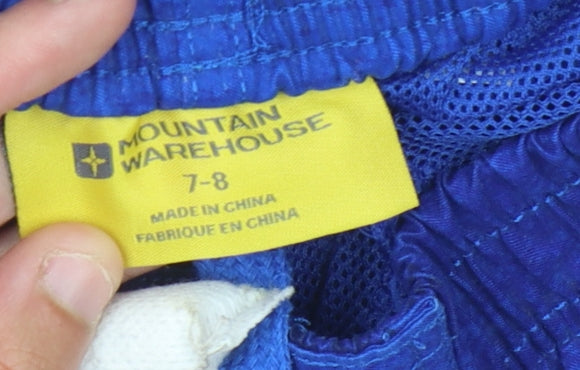 MOUNTAIN
WAREHOUSE
7-8
MADE IN CHINA
FABRIQUE EN CHINA